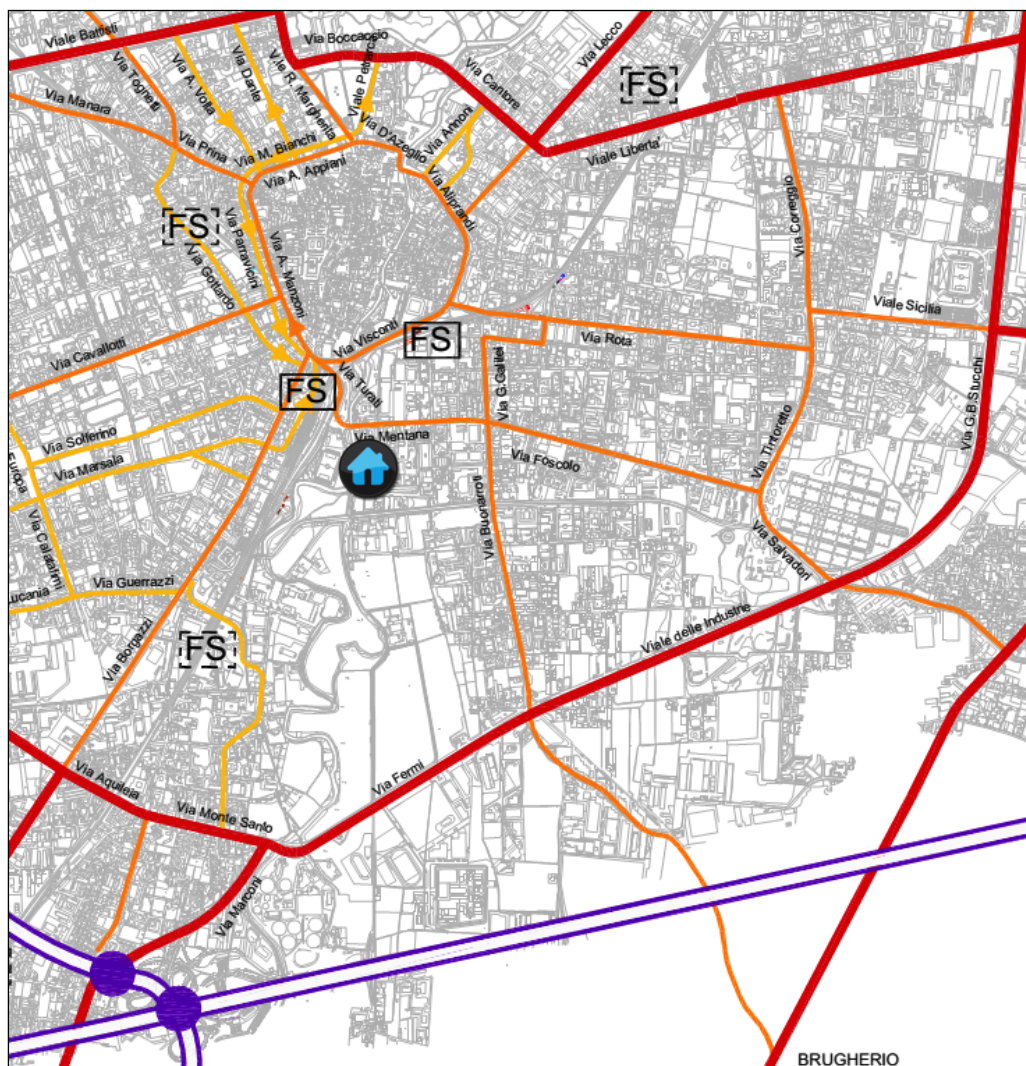 Viale Battisti
Via Boccaccio
Via Lecco
Via Tognetti
Via A. Volta
Via Dante
V.le R. Margherita
Viale Petrarca
Via Cantore
FS
Via Manara
Via Prina
Via M. Bianchi
Via A. Appiani
Via D'Azeglio
Via Annoni
Via Aliprandi
Viale Liberta'
Via Correggio
FS
Via Gottardo
Via Parravicini
Via A. Manzoni
Viale Sicilia
Via Cavallotti
Via Visconti
FS
Via Rota
Via Turati
Via G.Galilei
FS
Via G.B.Stucchi
Via Solferino
Via Mentana
Via Foscolo
Via Tintoretto
Europa
Via Marsala
Via Buonarroti
Via Calatafimi
Via Salvadori
Lucania
Via Guerrazzi
Via Borgazzi
FS
Viale delle Industrie
Via Aquileia
Via Monte Santo
Via Fermi
Via Marconi
BRUGHERIO